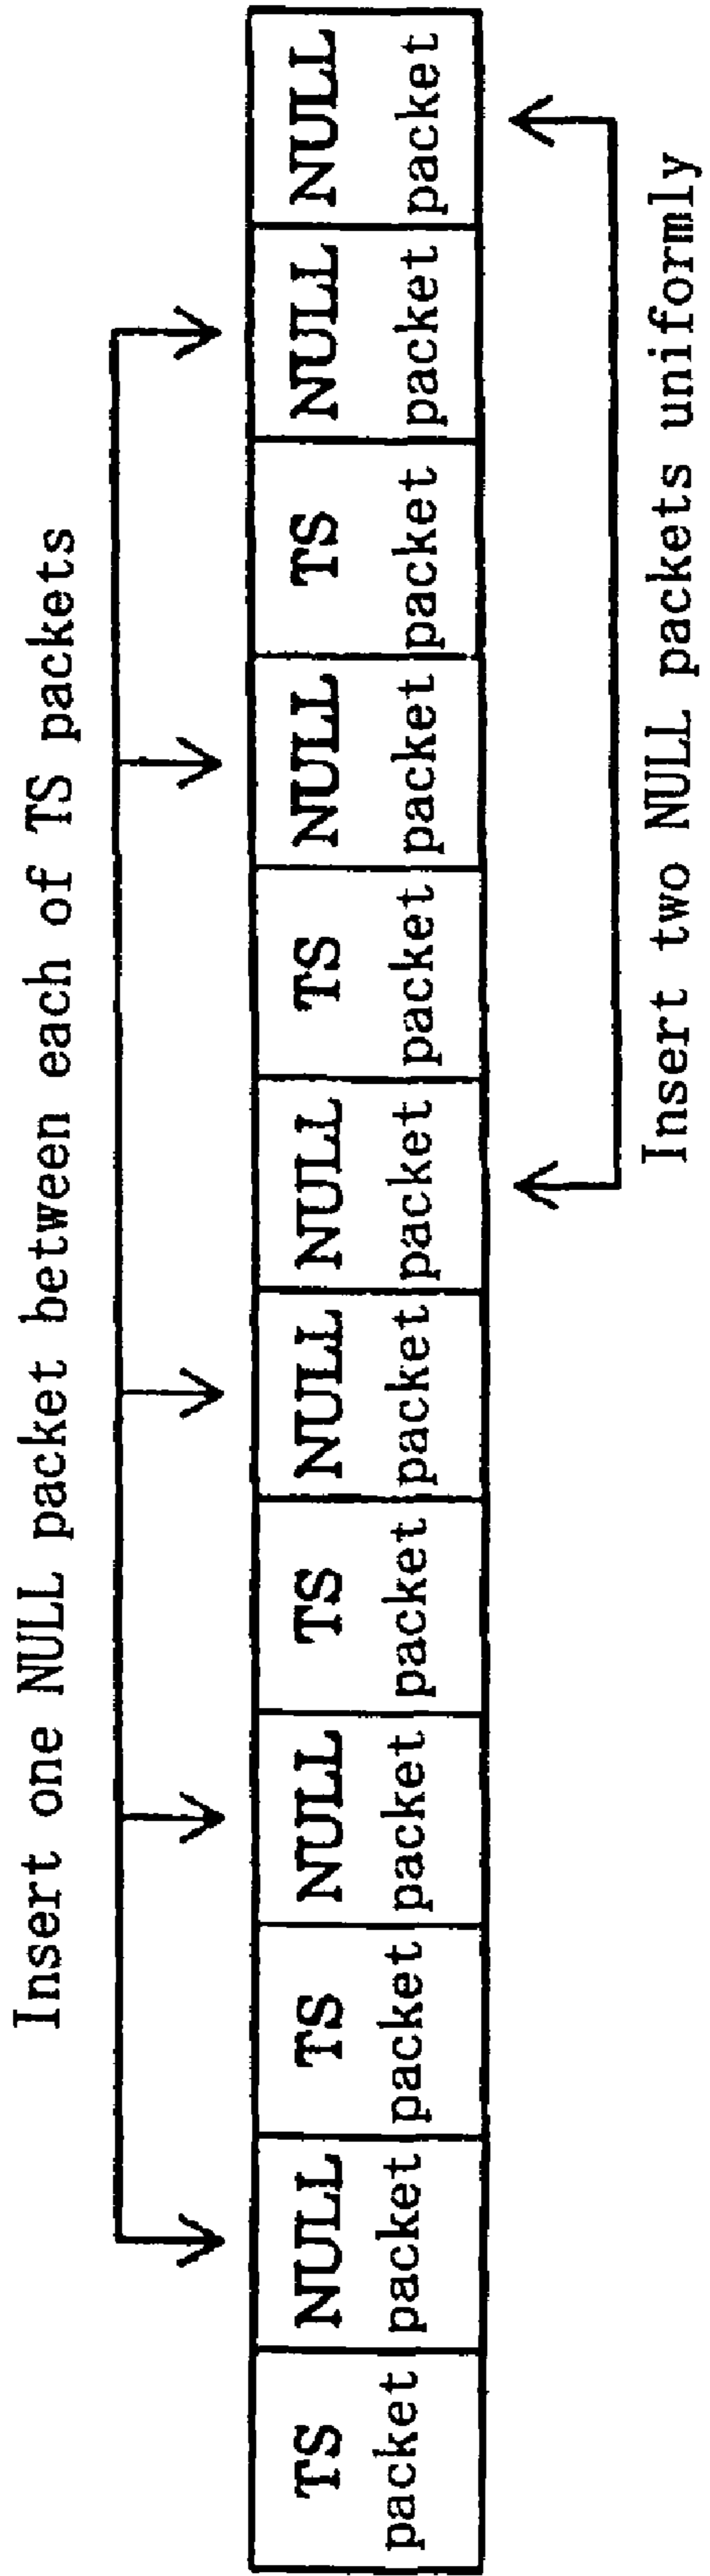 Insert one NULL packet between each of TS packets
TS
packet
NULL
packet
TS
packet
NULL
packet
TS
packet
NULL
packet
NULL
packet
TS
packet
NULL
packet
TS
packet
NULL
packet
NULL
packet
Insert two NULL packets uniformly